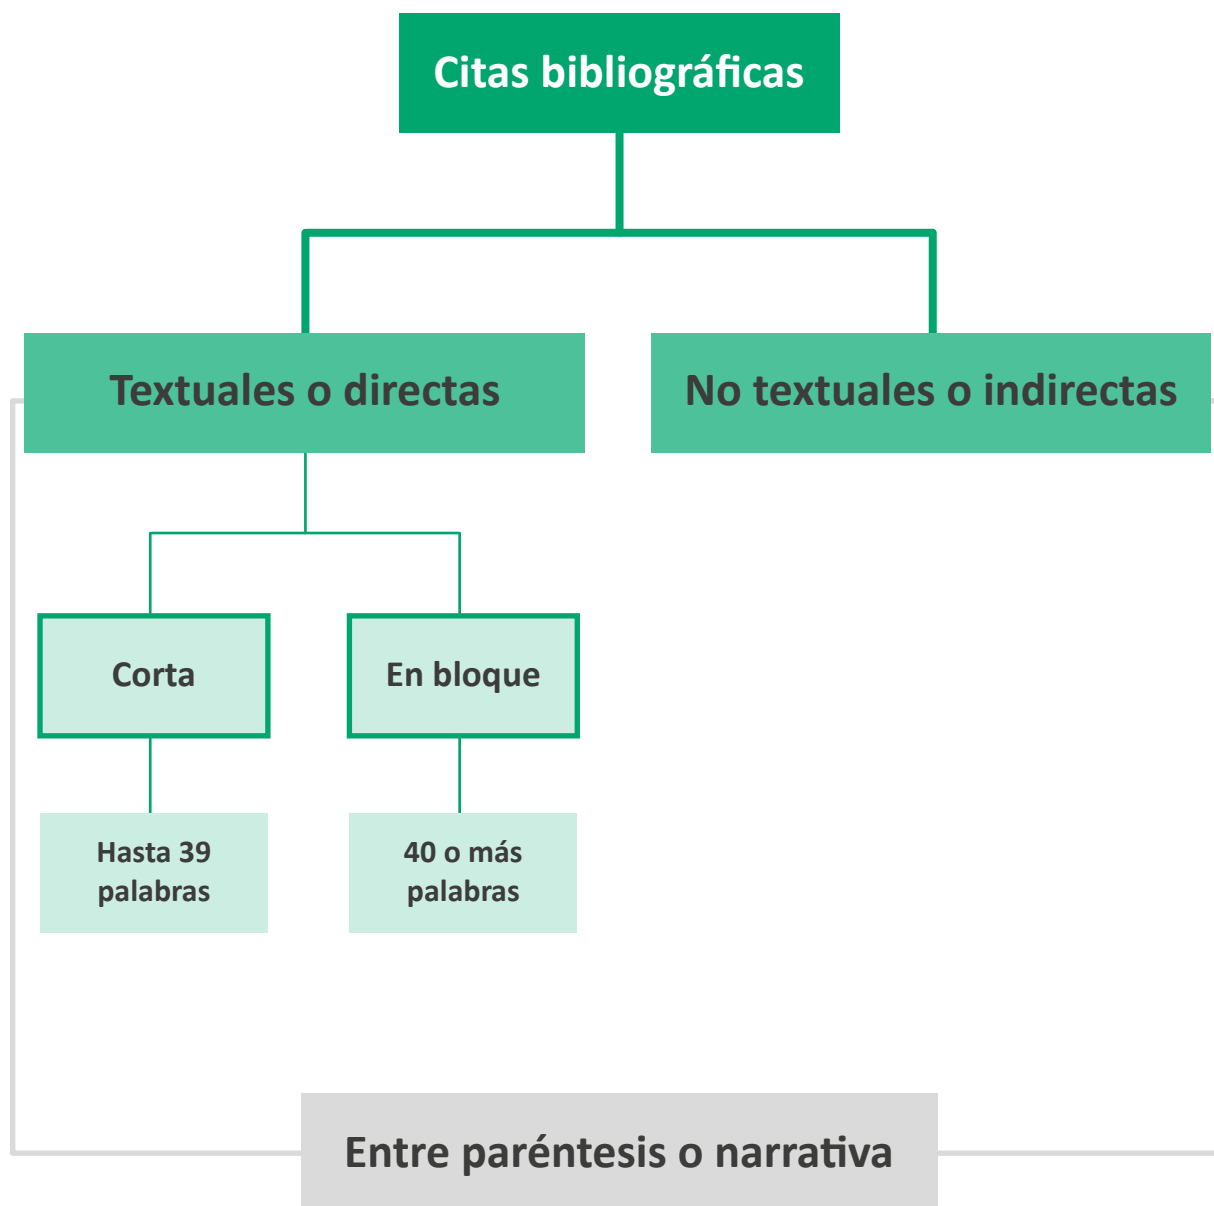 Citas bibliográficas
Textuales o directas
No textuales o indirectas
Corta
En bloque
Hasta 39
palabras
40 o más
palabras
Entre paréntesis o narrativa